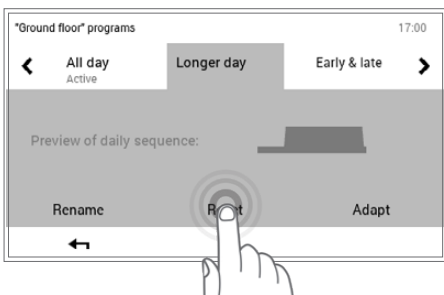 "Ground floor" programs 17:00
All day Longer day Early & late
Active
Preview of daily sequence:
Rename Adapt